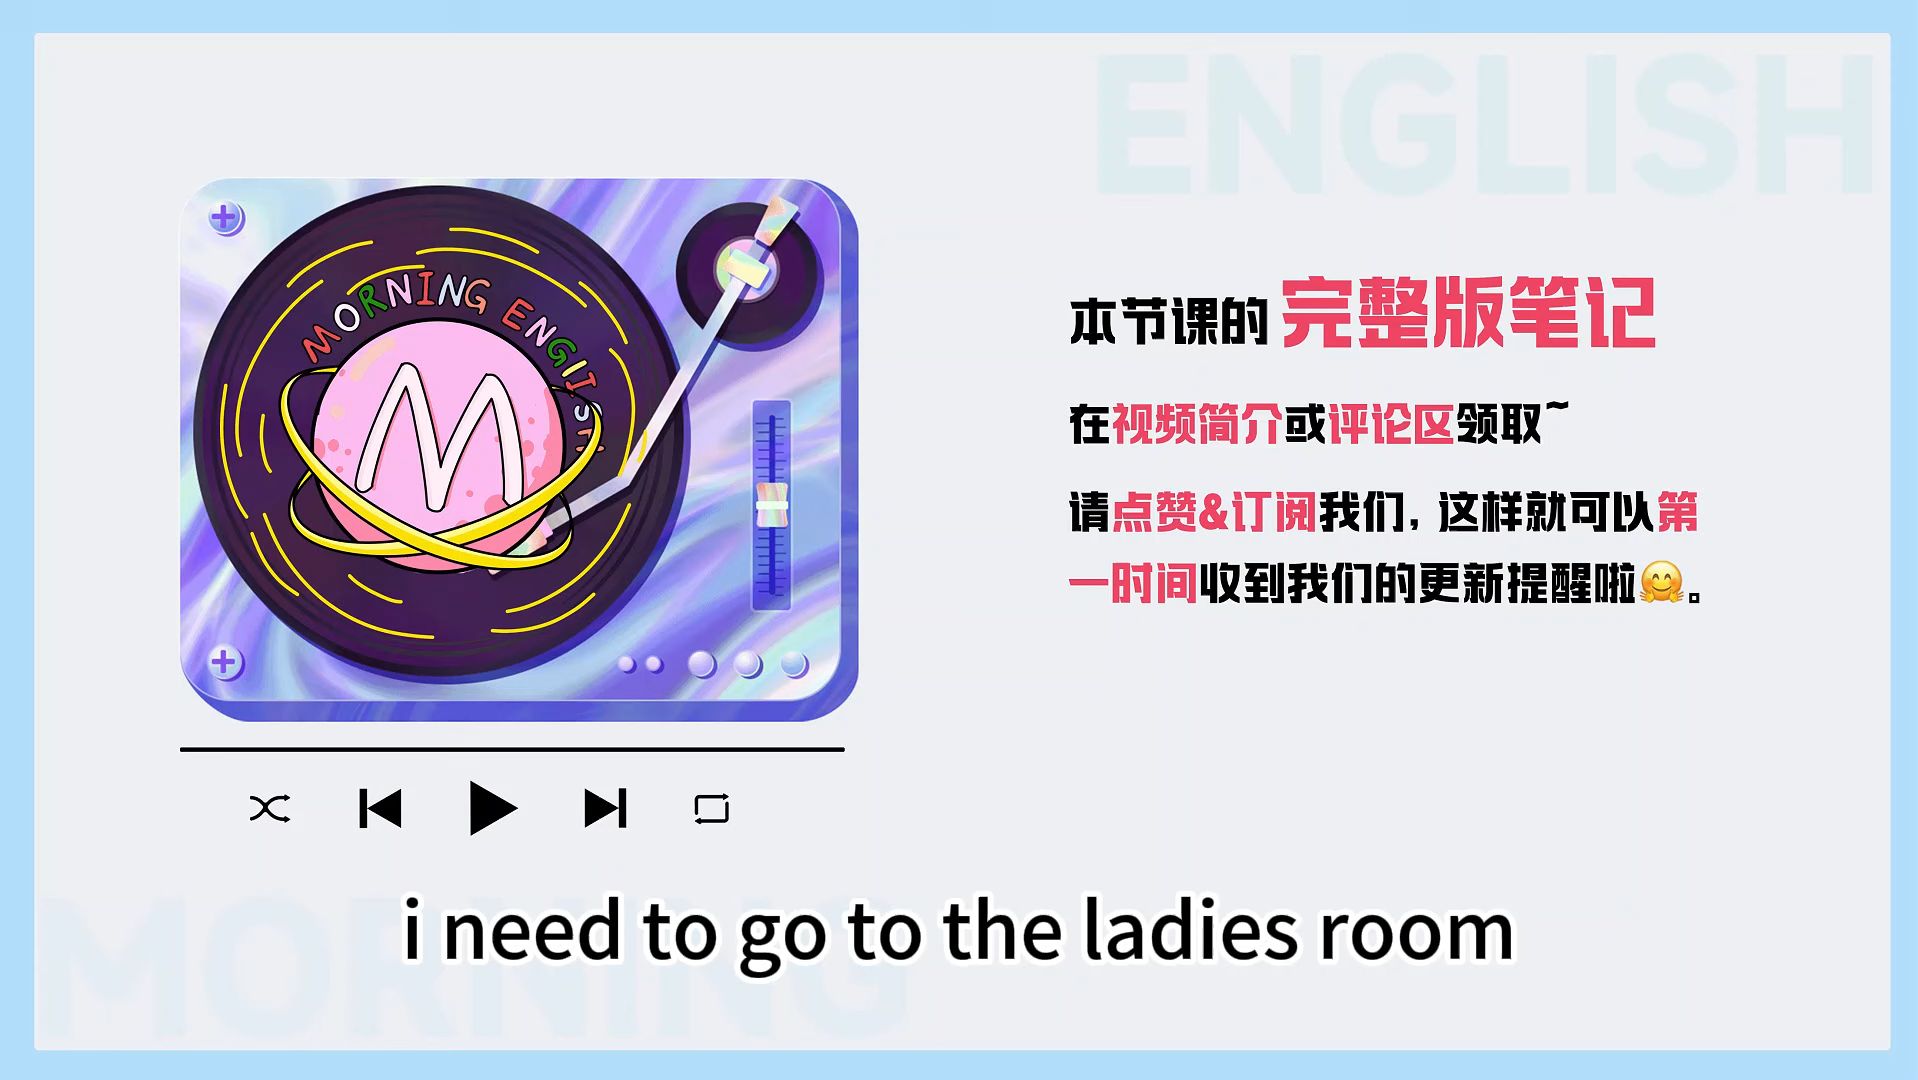 ENGLISH
MORNING ENGLISH
M
本节课的完整版笔记
在视频简介或评论区领取~
请点赞&订阅我们，这样就可以第
一时间收到我们的更新提醒啦🤗。
MORNING
i need to go to the ladies room